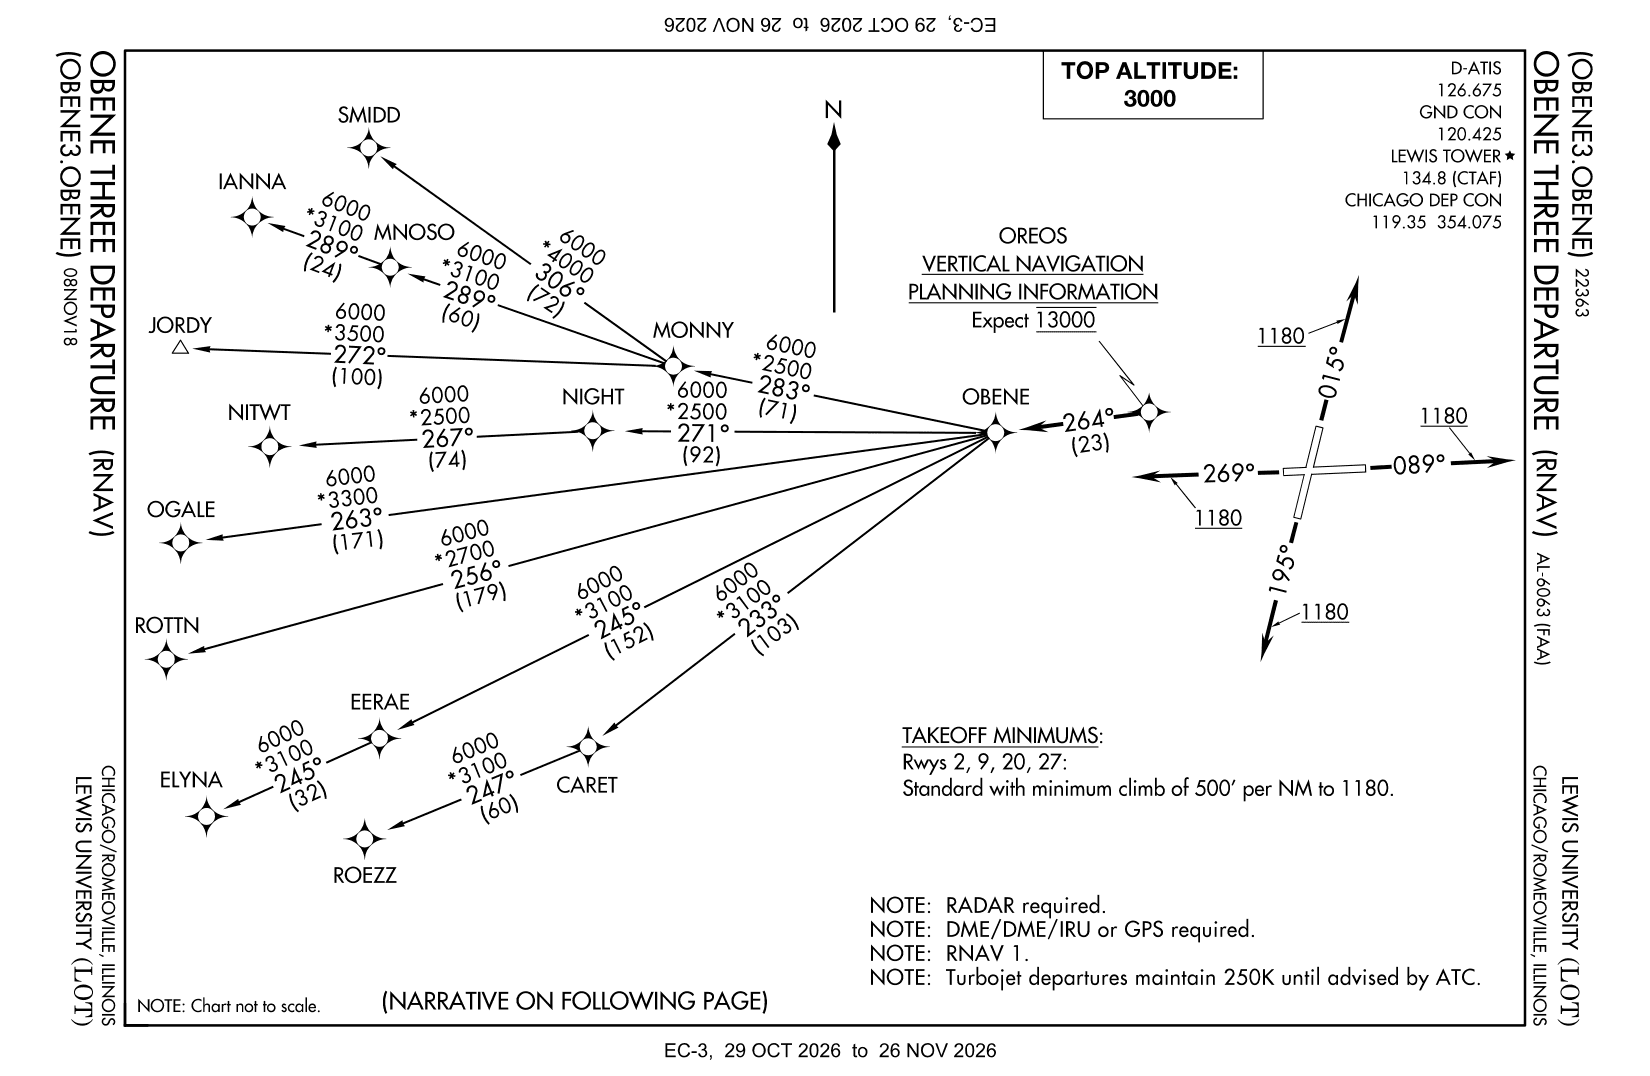 EC-3, 29 OCT 2026 to 26 NOV 2026
(OBENE3.OBENE) 08NOV18
OBENE THREE DEPARTURE (RNAV)
CHICAGO/ROMEOVILLE, ILLINOIS
LEWIS UNIVERSITY (LOT)
TOP ALTITUDE:
3000
D-ATIS
126.675
GND CON
120.425
LEWIS TOWER ★
134.8 (CTAF)
CHICAGO DEP CON
119.35 354.075
N
SMIDD
6000
*4000
306°
(72)
IANNA
6000
*3100
289°
(24)
MNOSO
6000
*3100
289°
(60)
JORDY
6000
*3500
272°
(100)
MONNY
6000
*2500
283°
(71)
NITWT
6000
*2500
267°
(74)
NIGHT
6000
*2500
271°
(92)
OBENE
264°
(23)
OREOS
VERTICAL NAVIGATION
PLANNING INFORMATION
Expect 13000
OGALE
6000
*3300
263°
(171)
ROTTN
6000
*2700
256°
(179)
EERAE
6000
*3100
245°
(152)
ELYNA
6000
*3100
245°
(32)
CARET
6000
*3100
233°
(103)
ROEZZ
6000
*3100
247°
(60)
1180
015°
1180
089°
269°
1180
195°
1180
TAKEOFF MINIMUMS:
Rwys 2, 9, 20, 27:
Standard with minimum climb of 500' per NM to 1180.
NOTE: RADAR required.
NOTE: DME/DME/IRU or GPS required.
NOTE: RNAV 1.
NOTE: Turbojet departures maintain 250K until advised by ATC.
NOTE: Chart not to scale.
(NARRATIVE ON FOLLOWING PAGE)
(OBENE3.OBENE) 22363
OBENE THREE DEPARTURE (RNAV)
AL-6063 (FAA)
LEWIS UNIVERSITY (LOT)
CHICAGO/ROMEOVILLE, ILLINOIS
EC-3, 29 OCT 2026 to 26 NOV 2026